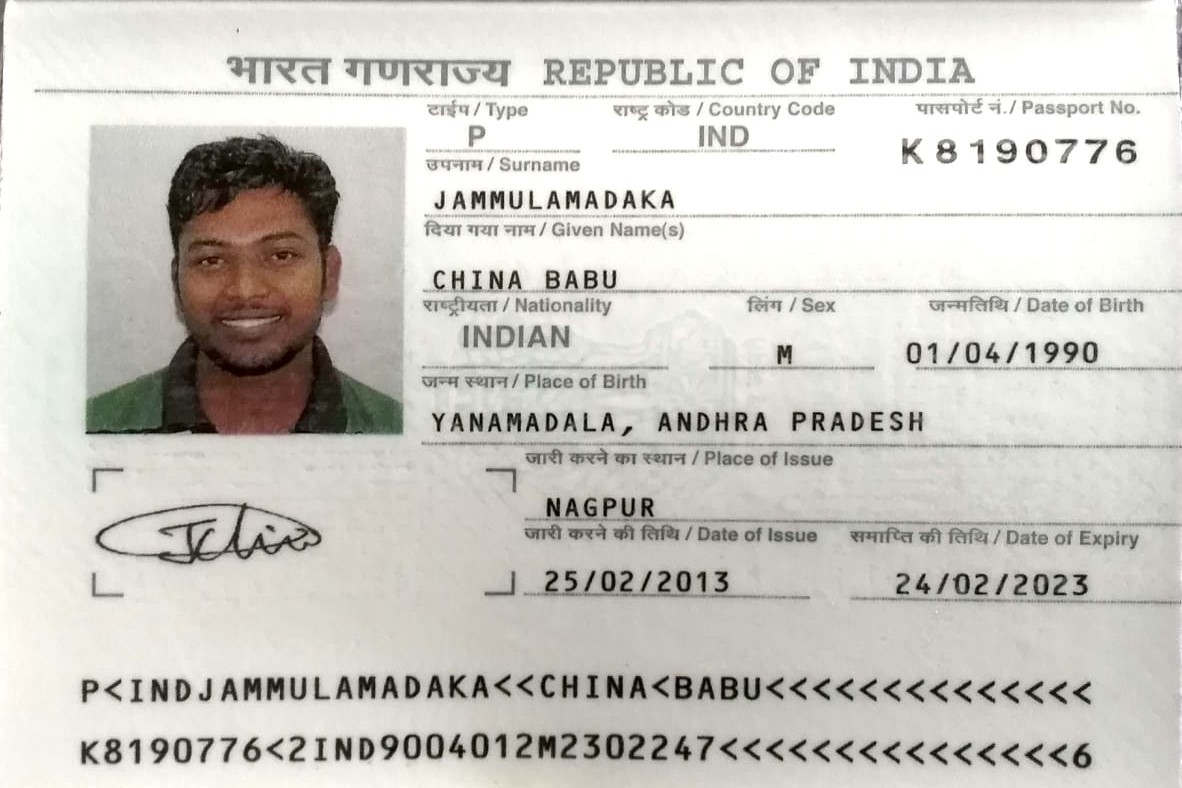 भारत गणराज्य REPUBLIC OF INDIA
टाईप / Type राष्ट्र कोड / Country Code पासपोर्ट नं./ Passport No.
P IND K8190776
उपनाम / Surname
JAMMULAMADAKA
दिया गया नाम / Given Name(s)
CHINA BABU
राष्ट्रीयता / Nationality लिंग / Sex जन्मतिथि / Date of Birth
INDIAN M 01/04/1990
जन्म स्थान / Place of Birth
YANAMADALA, ANDHRA PRADESH
जारी करने का स्थान / Place of Issue
NAGPUR
जारी करने की तिथि / Date of Issue समाप्ति की तिथि / Date of Expiry
25/02/2013 24/02/2023
P<INDJAMMULAMADAKA<<CHINA<BABU<<<<<<<<<<<<<<
K8190776<2IND9004012M2302247<<<<<<<<<<<<<<<6